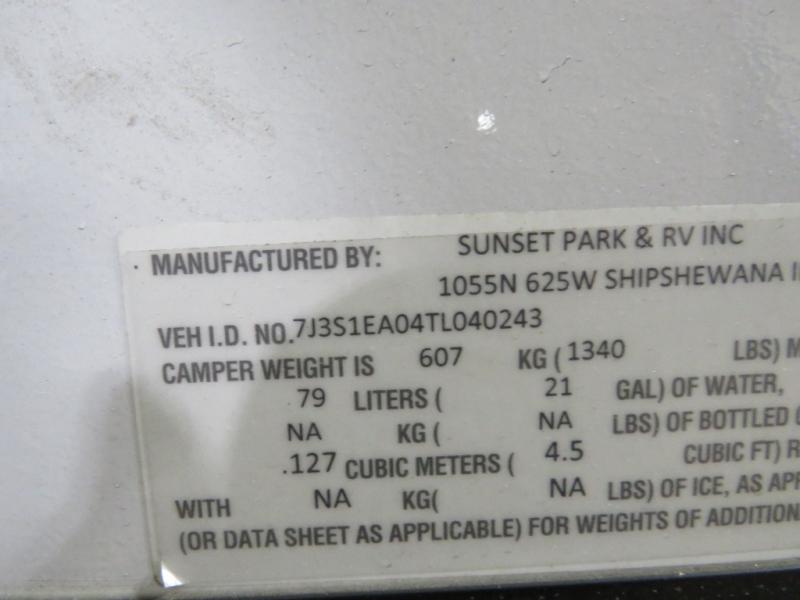 MANUFACTURED BY: SUNSET PARK & RV INC
1055N 625W SHIPSHEWANA
VEH I.D. NO. 7J3S1EA04TL040243
CAMPER WEIGHT IS 607 KG ( 1340 LBS)
79 LITERS ( 21 GAL) OF WATER,
NA KG ( NA LBS) OF BOTTLED
.127 CUBIC METERS ( 4.5 CUBIC FT)
WITH NA KG( NA LBS) OF ICE, AS
(OR DATA SHEET AS APPLICABLE) FOR WEIGHTS OF